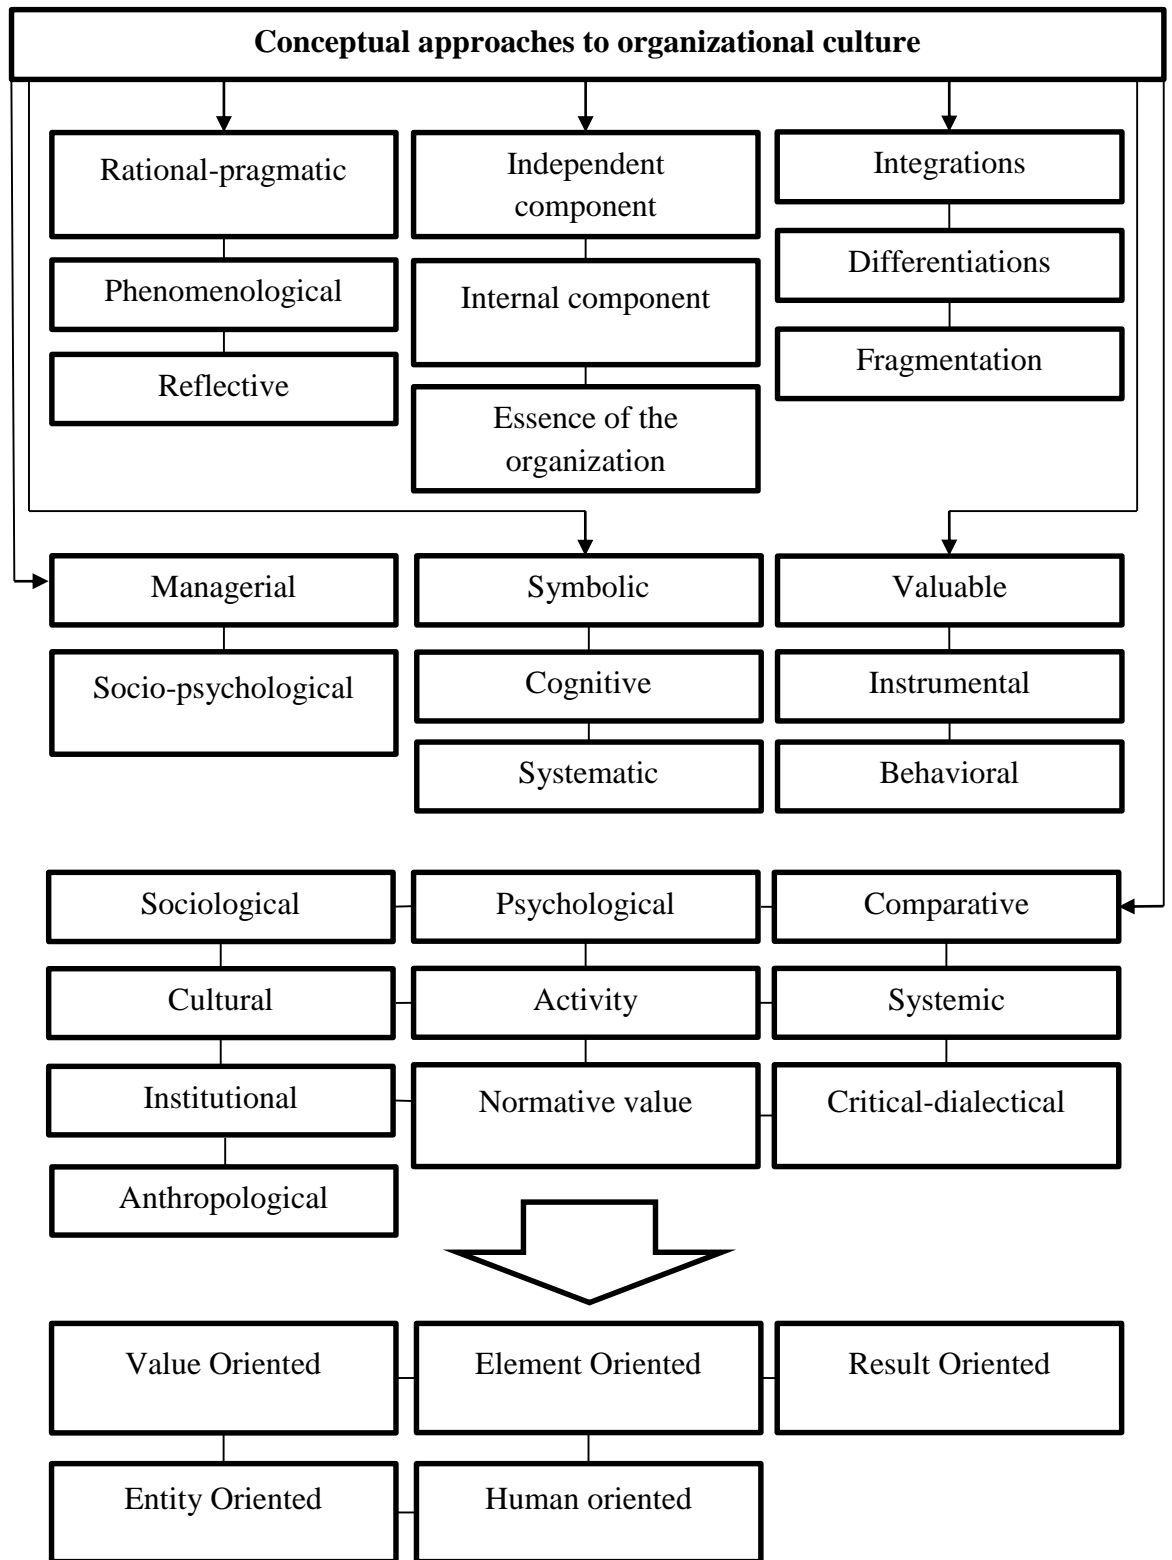 Conceptual approaches to organizational culture
Rational-pragmatic
Independent
component
Integrations
Phenomenological
Internal component
Differentiations
Reflective
Essence of the
organization
Fragmentation
Managerial
Symbolic
Valuable
Socio-psychological
Cognitive
Instrumental
Systematic
Behavioral
Sociological
Psychological
Comparative
Cultural
Activity
Systemic
Institutional
Normative value
Critical-dialectical
Anthropological
Value Oriented
Element Oriented
Result Oriented
Entity Oriented
Human oriented